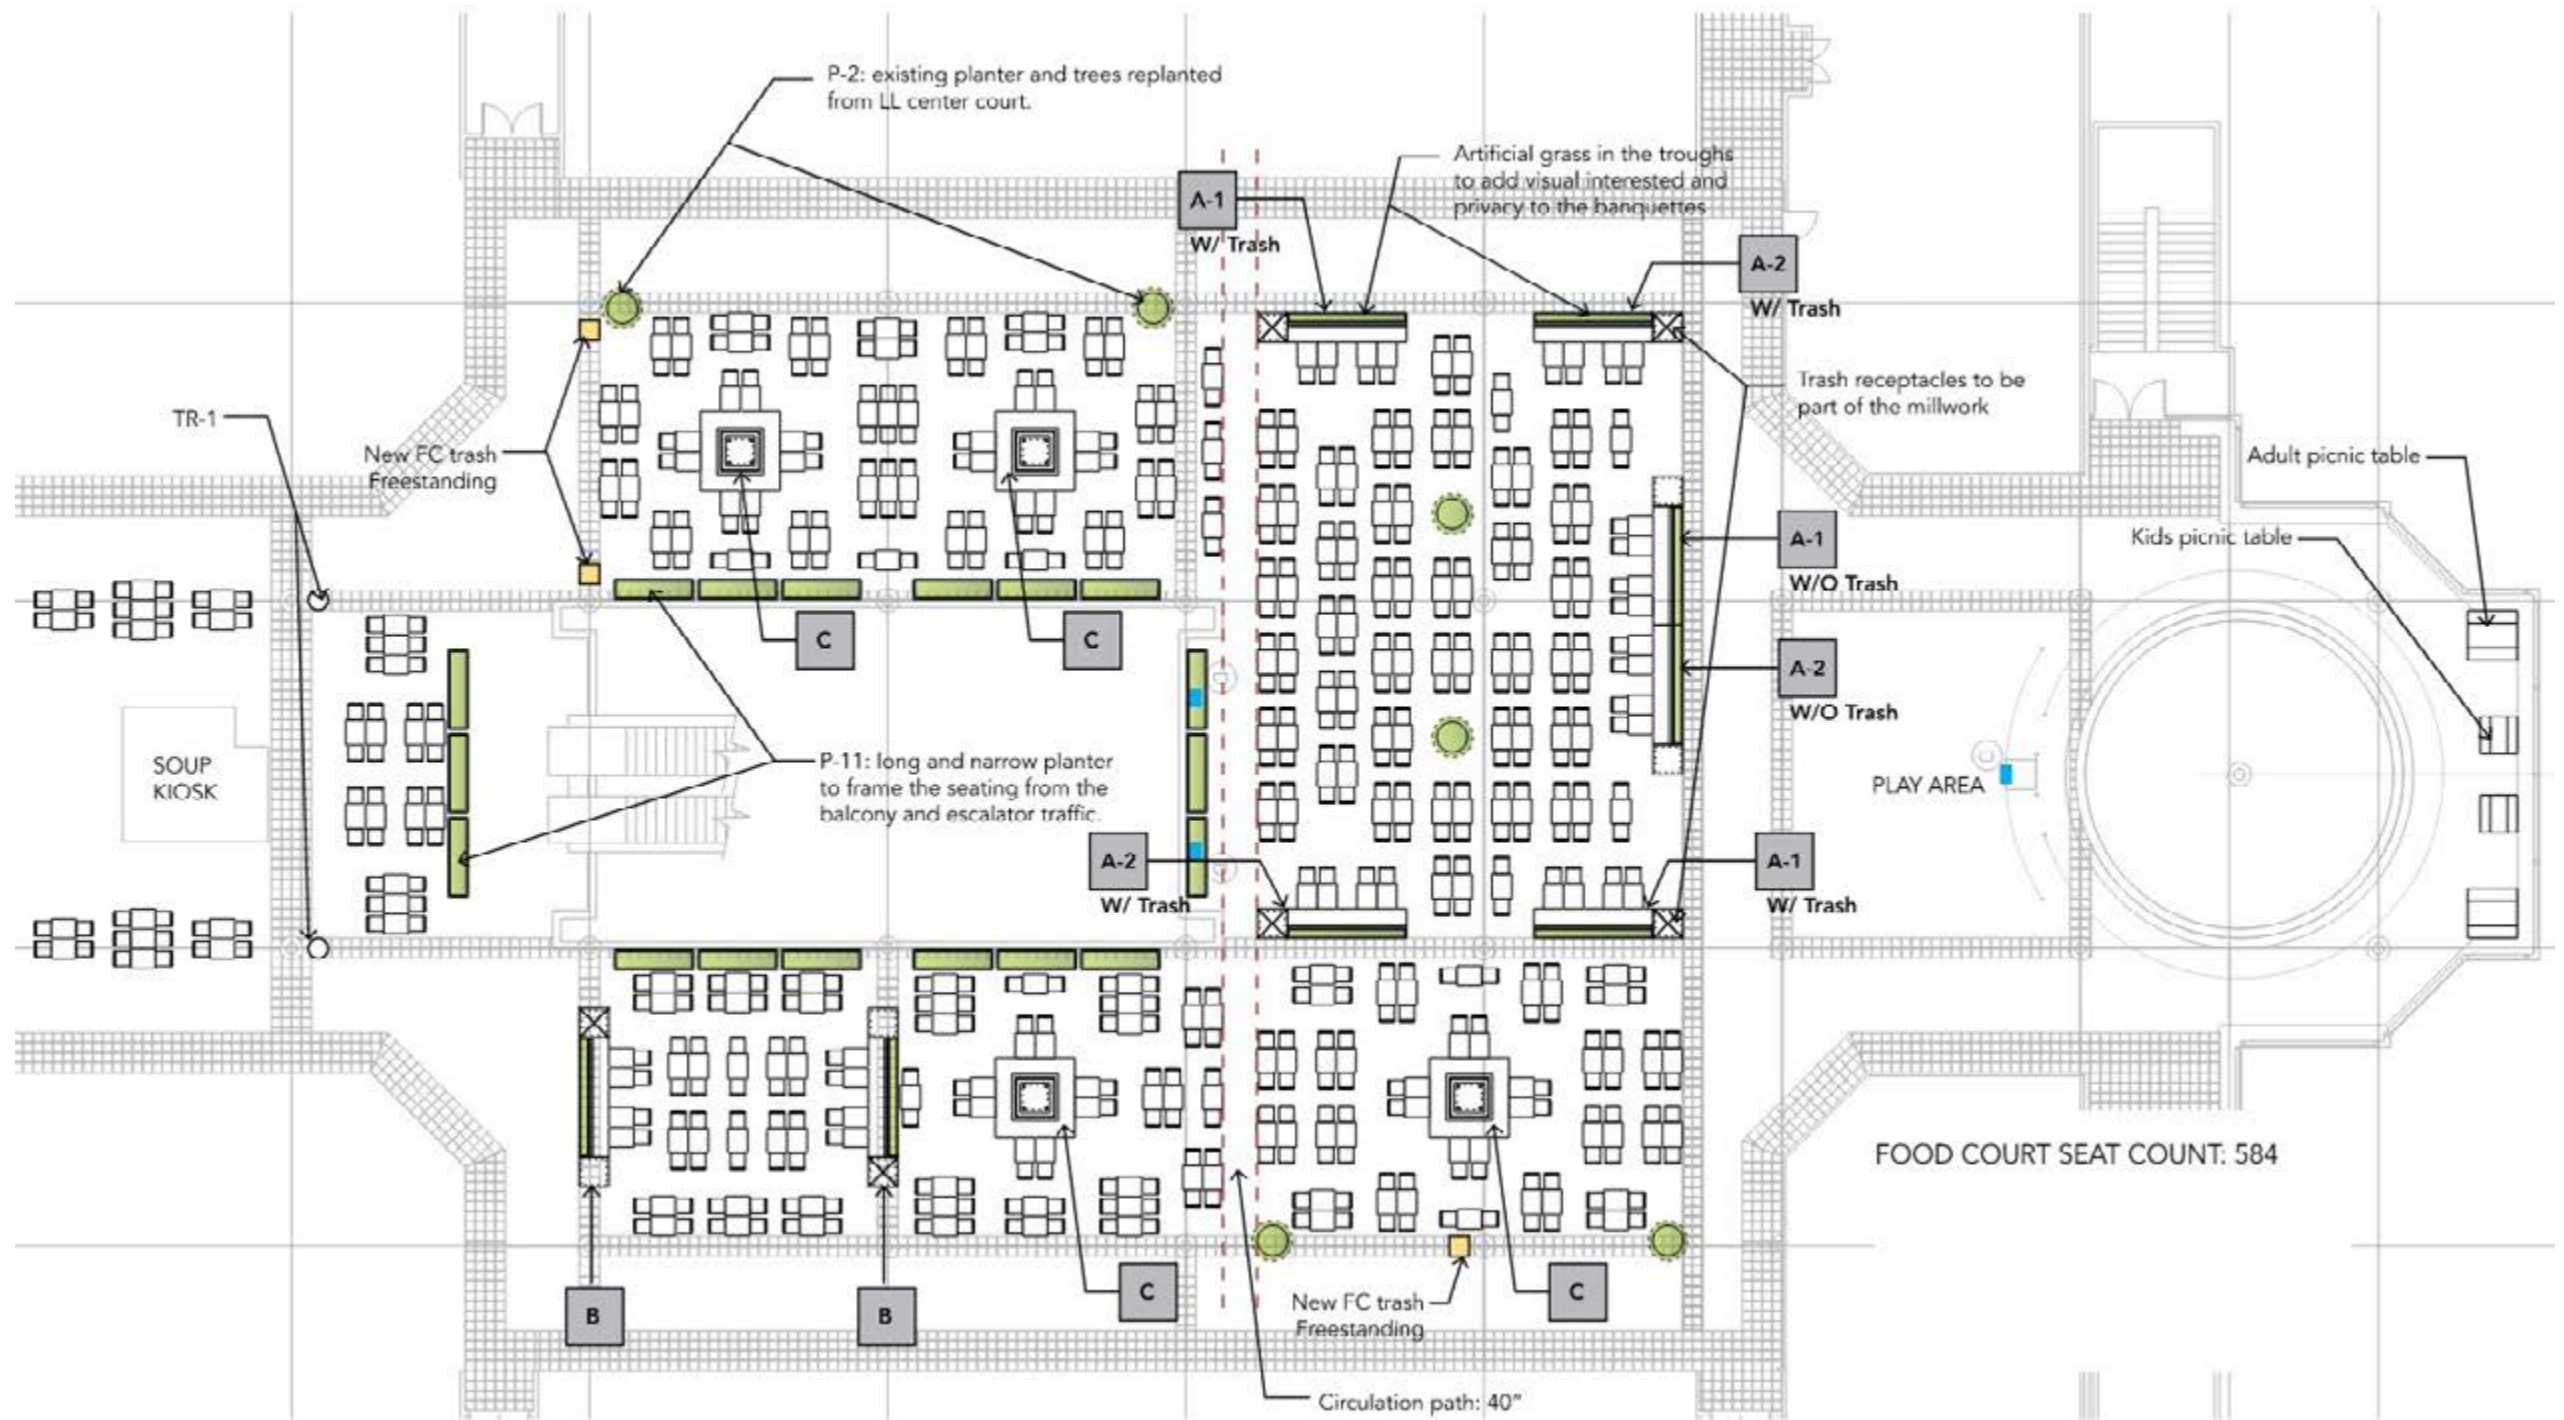 P-2: existing planter and trees replanted
from LL center court.
Artificial grass in the troughs
to add visual interested and
privacy to the banquettes
A-1
W/ Trash
A-2
W/ Trash
Trash receptacles to be
part of the millwork
TR-1
New FC trash
Freestanding
Adult picnic table
Kids picnic table
A-1
W/O Trash
C
C
A-2
W/O Trash
SOUP
KIOSK
P-11: long and narrow planter
to frame the seating from the
balcony and escalator traffic.
PLAY AREA
A-2
W/ Trash
A-1
W/ Trash
FOOD COURT SEAT COUNT: 584
B
B
C
New FC trash
Freestanding
C
Circulation path: 40"